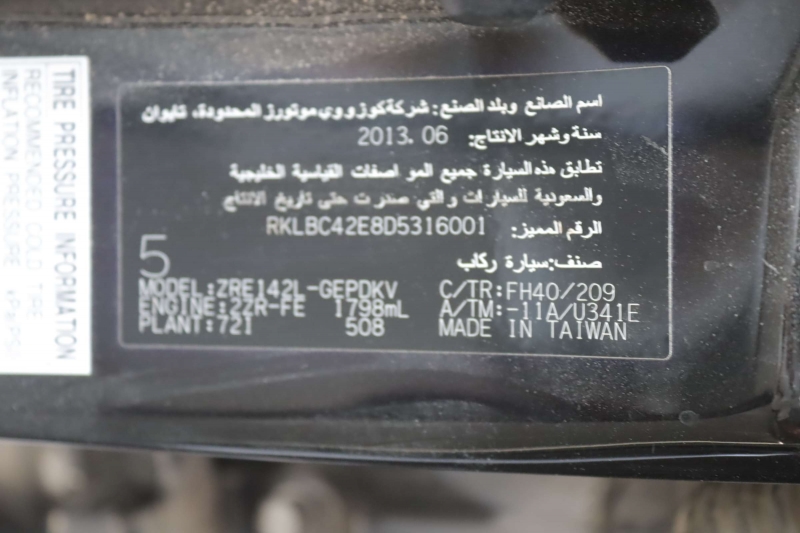 اسم الصانع وبلد الصنع: شركة كوزووي موتورز المحدودة، تايوان
سنة وشهر الانتاج: 2013. 06
تطابق هذه السيارة جميع المواصفات القياسية الخليجية
والسعودية للسيارات والتي صدرت حتى تاريخ الانتاج
الرقم المميز: RKLBC42E8D5316001
صنف: سيارة ركاب
5
MODEL:ZRE142L-GEPDKV C/TR:FH40/209
ENGINE:2ZR-FE 1798mL A/TM:-11A/U341E
PLANT:721 508 MADE IN TAIWAN
TIRE PRESSURE INFORMATION
RECOMMENDED COLD TIRE
INFLATION PRESSURE